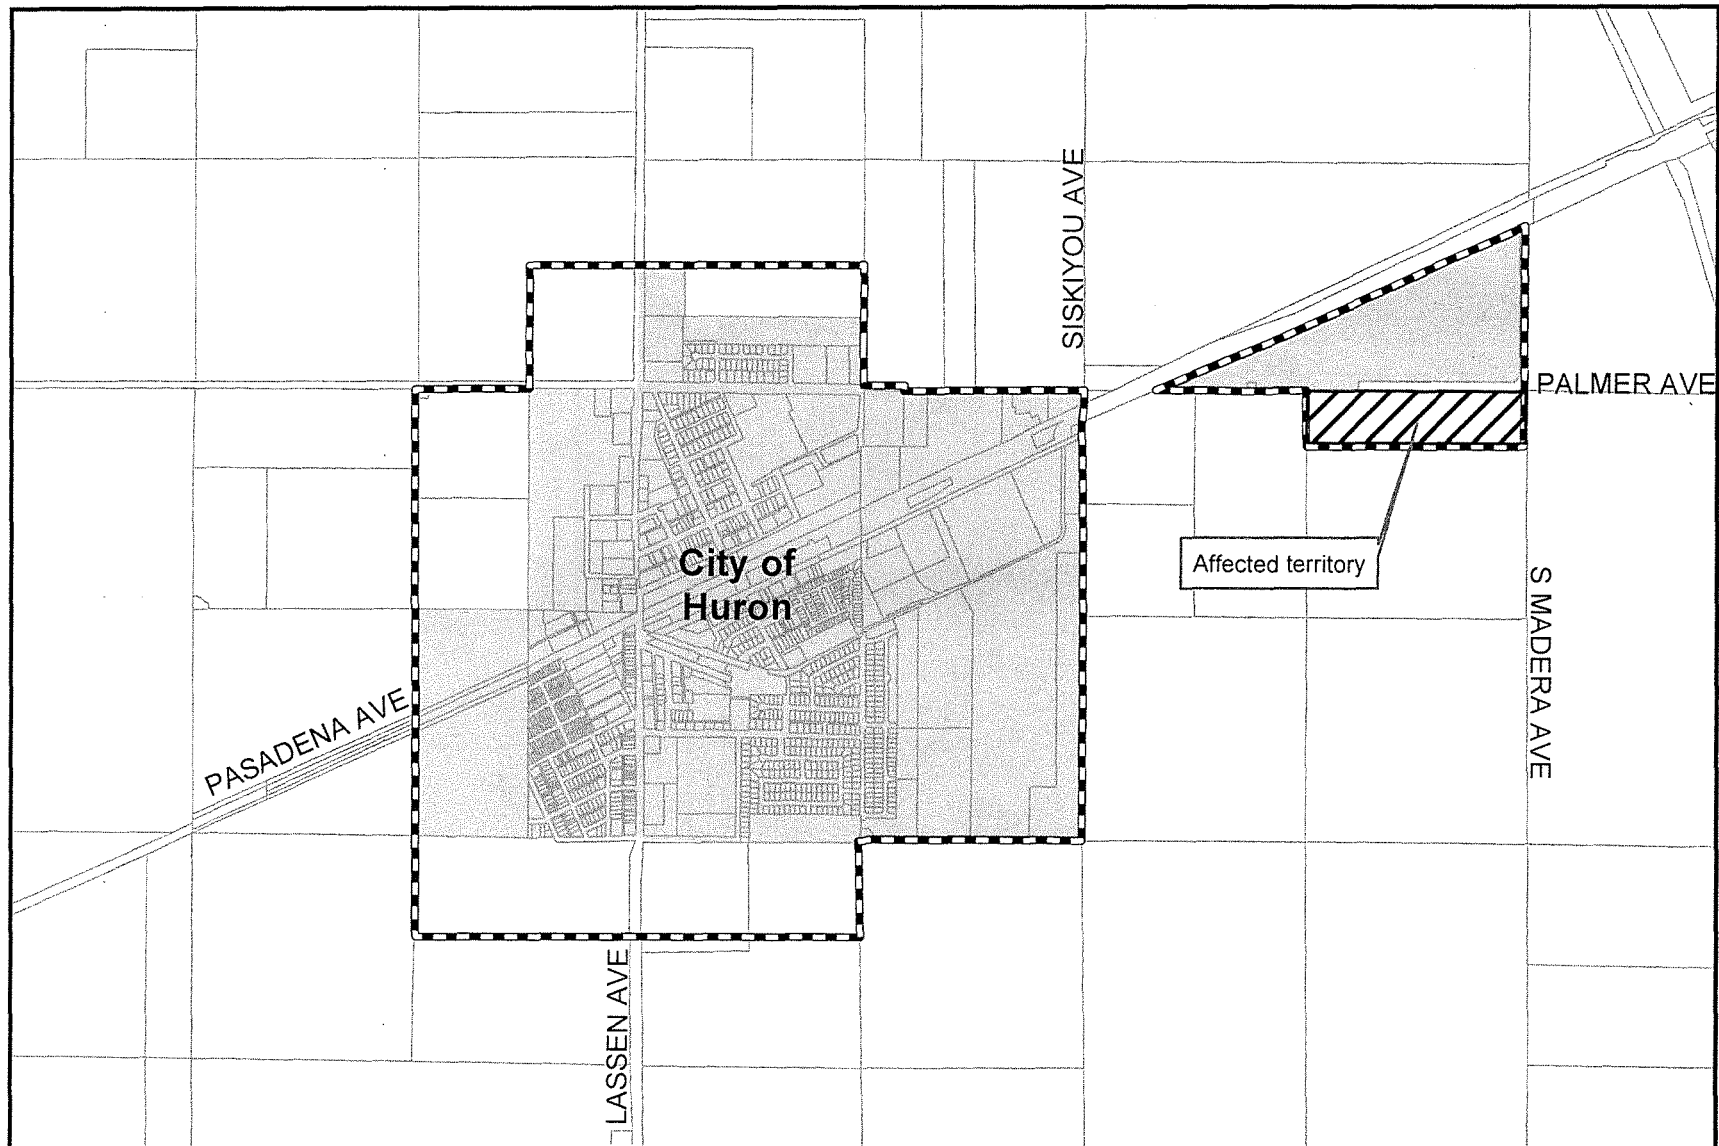 SISKIYOU AVE
PALMER AVE
City of
Huron
Affected territory
S MADERA AVE
PASADENA AVE
LASSEN AVE